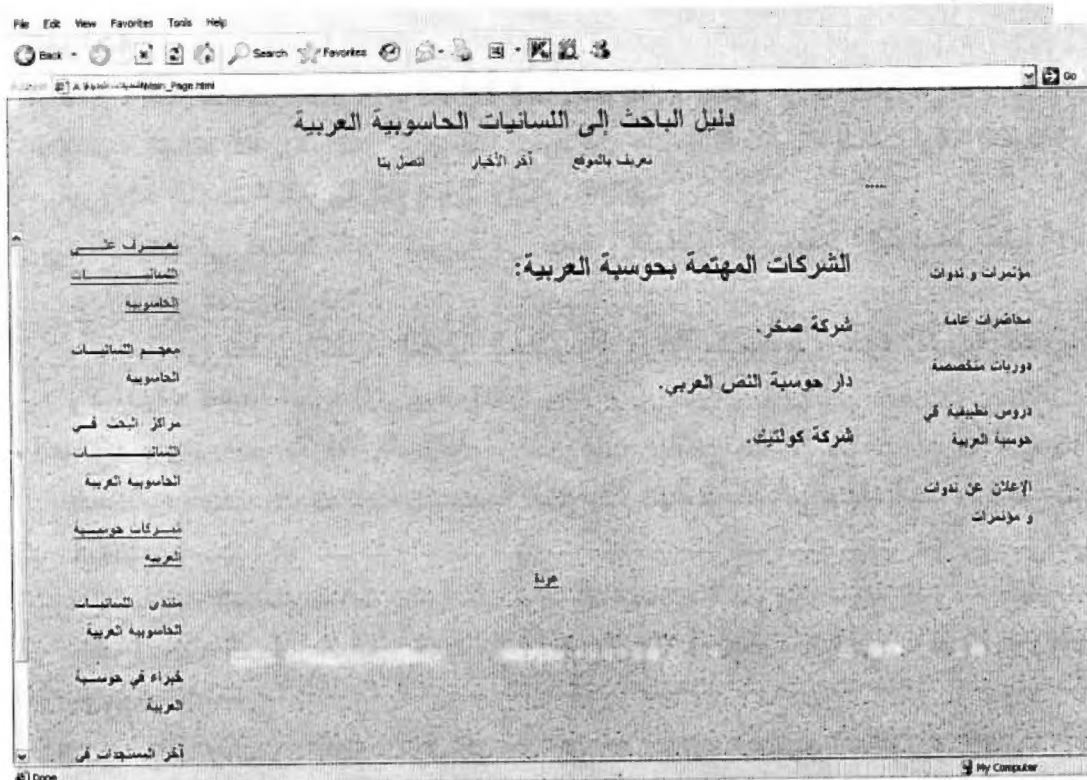 File Edit View Favorites Tools Help
Back Search Favorites
Main_Page.html Go
دليل الباحث إلى اللسانيات الحاسوبية العربية
تعريف بالموقع آخر الأخبار اتصل بنا
مؤتمرات و ندوات
محاضرات عامة
دوريات متخصصة
دروس تطبيقية في
حوسبة العربية
الإعلان عن ندوات
و مؤتمرات
الشركات المهتمة بحوسبة العربية:
شركة صخر.
دار حوسبة النص العربي.
شركة كولتيك.
عودة
تعرف على
اللسانيات
الحاسوبية
معجم اللسانيات
الحاسوبية
مراكز البحث في
اللسانيات
الحاسوبية العربية
شركات حوسبة
العربية
منتدى اللسانيات
الحاسوبية العربية
خبراء في حوسبة
العربية
آخر المستجدات في
Done My Computer